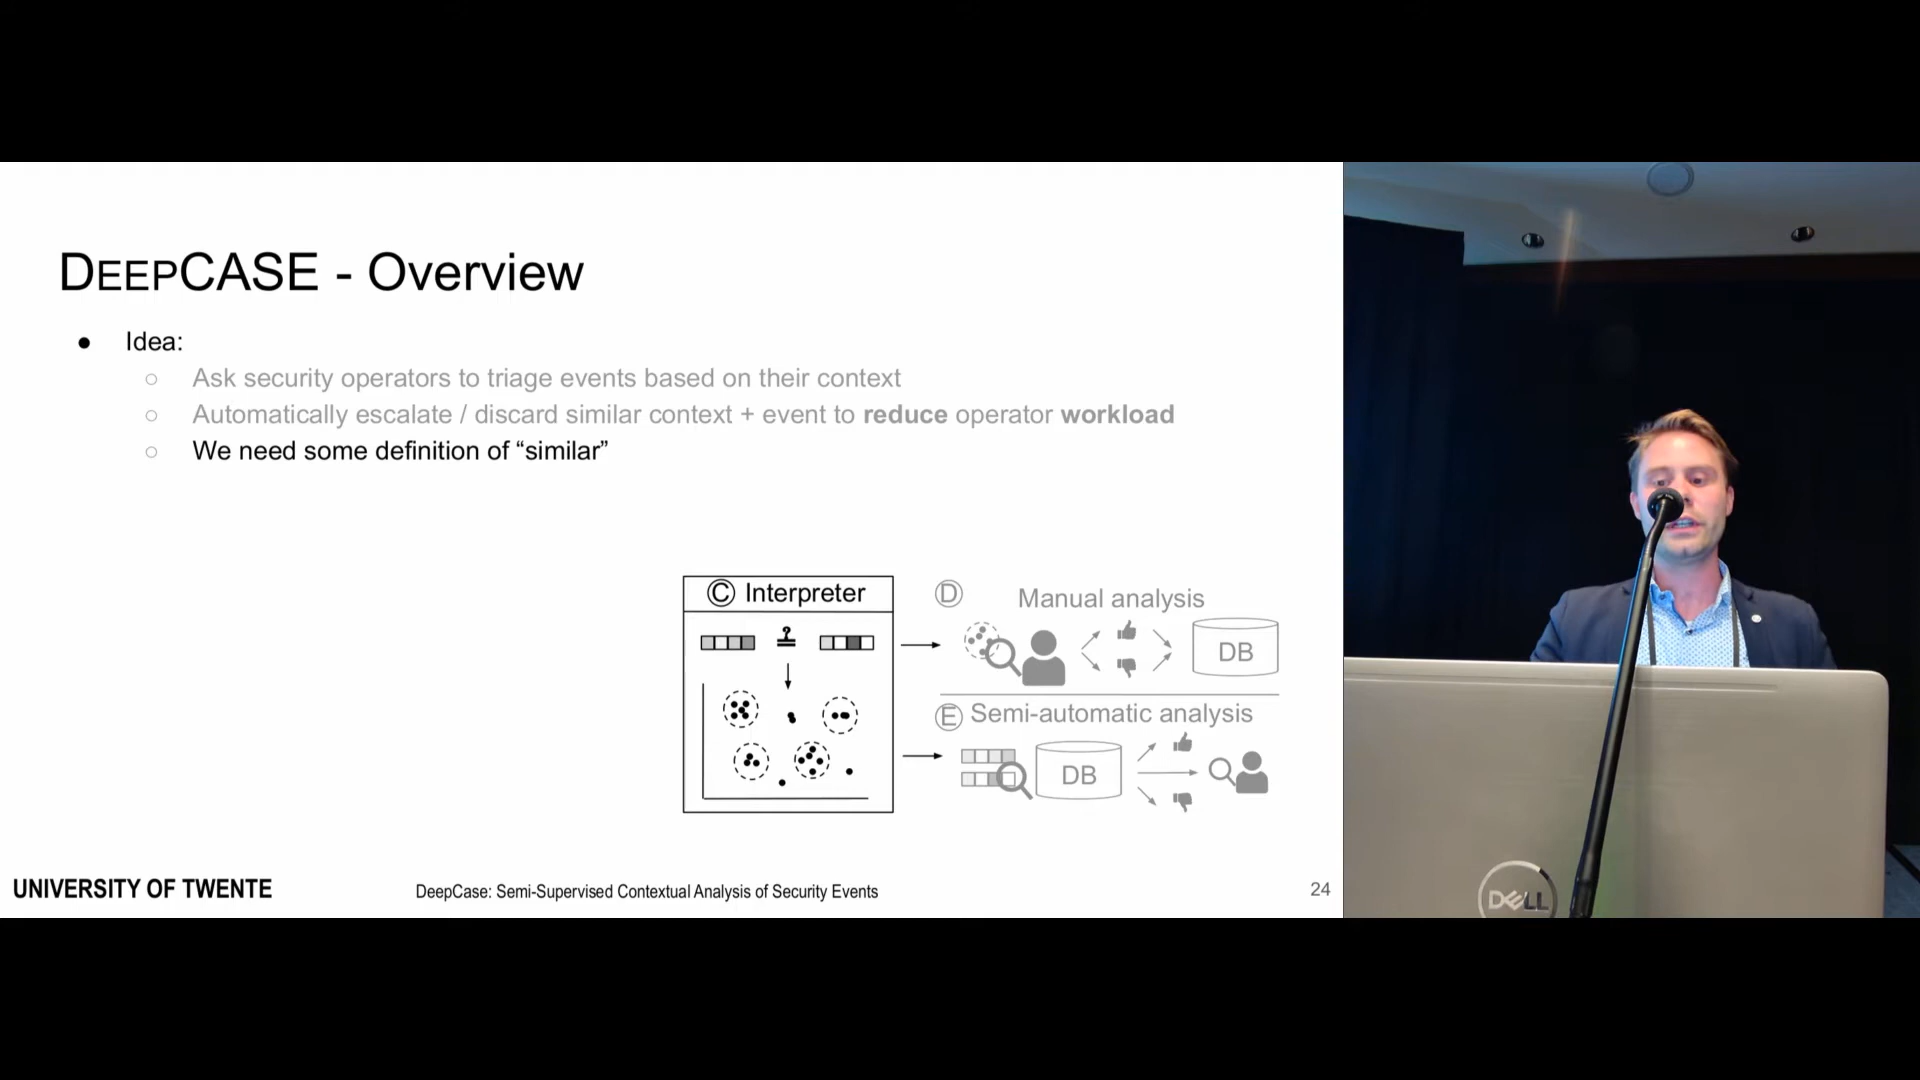 DEEPCASE - Overview
● Idea:
○ Ask security operators to triage events based on their context
○ Automatically escalate / discard similar context + event to reduce operator workload
○ We need some definition of “similar”
Ⓒ Interpreter
?
=
Ⓓ Manual analysis
DB
Ⓔ Semi-automatic analysis
DB
UNIVERSITY OF TWENTE
DeepCase: Semi-Supervised Contextual Analysis of Security Events
24
DELL